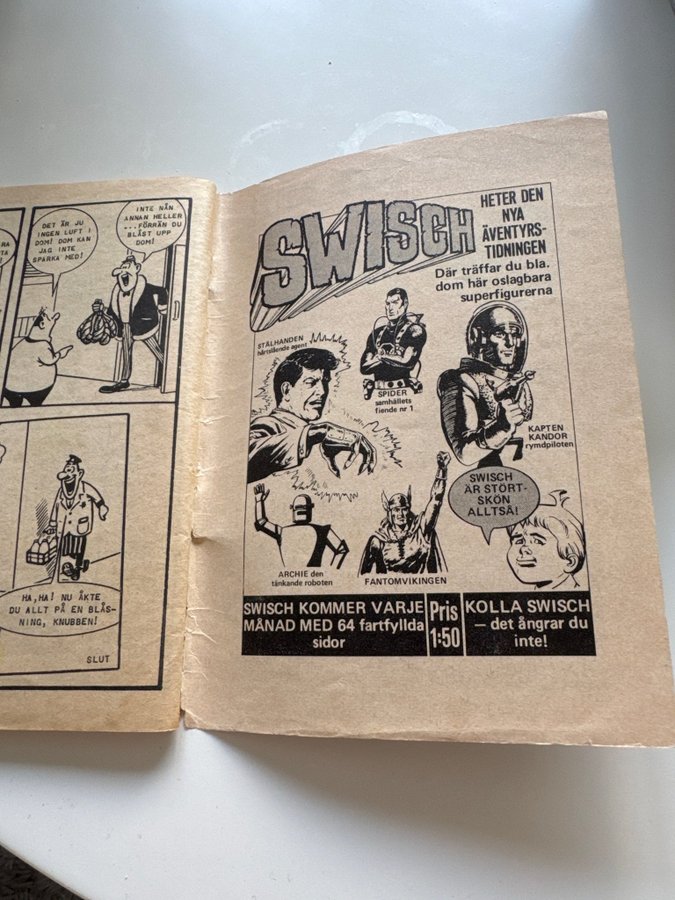 RA
TA
!
DET ÄR JU
INGEN LUFT I
DOM! DOM KAN
JAG INTE
SPARKA MED!
INTE NÅN
ANNAN HELLER
...FÖRRÄN DU
BLÅST UPP
DOM!
HA,HA! NU ÅKTE
DU ALLT PÅ EN BLÅS-
NING, KNUBBEN!
SLUT
SWISCH
HETER DEN
NYA
ÄVENTYRS-
TIDNINGEN
Där träffar du bla.
dom här oslagbara
superfigurerna
STÅLHANDEN
hårtslående agent
SPIDER
samhällets
fiende nr 1
KAPTEN
KANDOR
rymdpiloten
SWISCH
ÄR STÖRT-
SKÖN
ALLTSÅ!
ARCHIE den
tänkande roboten
FANTOMVIKINGEN
SWISCH KOMMER VARJE
MÅNAD MED 64 fartfyllda
sidor
Pris
1:50
KOLLA SWISCH
— det ångrar du
inte!